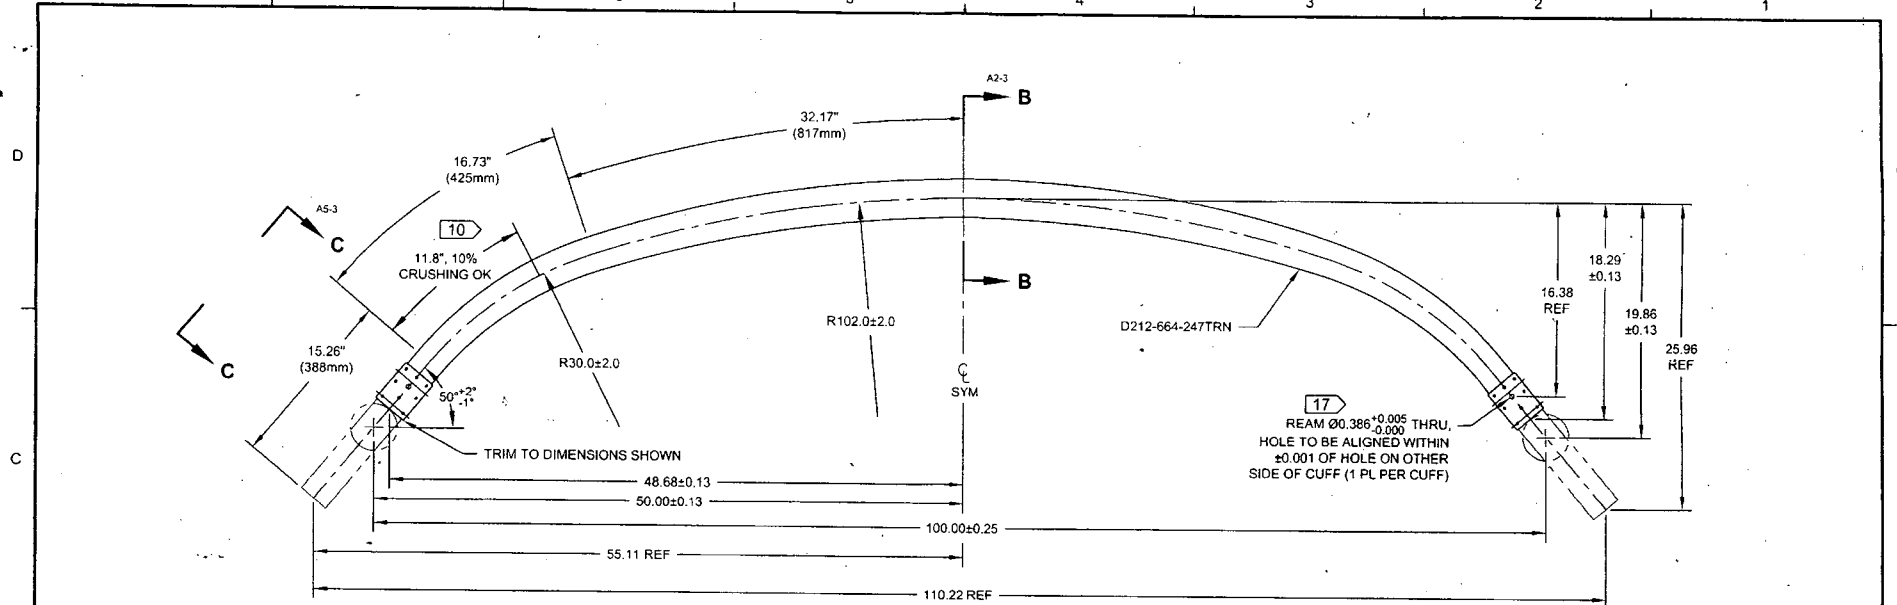 4
3
2
1
D
C
A2-3
B
B
32.17"
(817mm)
16.73"
(425mm)
A5-3
C
C
10
11.8", 10%
CRUSHING OK
15.26"
(388mm)
R30.0±2.0
R102.0±2.0
50° +2°
-1°
TRIM TO DIMENSIONS SHOWN
D212-664-247TRN
℄
SYM
16.38
REF
18.29
±0.13
19.86
±0.13
25.96
REF
17
REAM Ø0.386 +0.005
-0.000 THRU,
HOLE TO BE ALIGNED WITHIN
±0.001 OF HOLE ON OTHER
SIDE OF CUFF (1 PL PER CUFF)
48.68±0.13
50.00±0.13
100.00±0.25
55.11 REF
110.22 REF